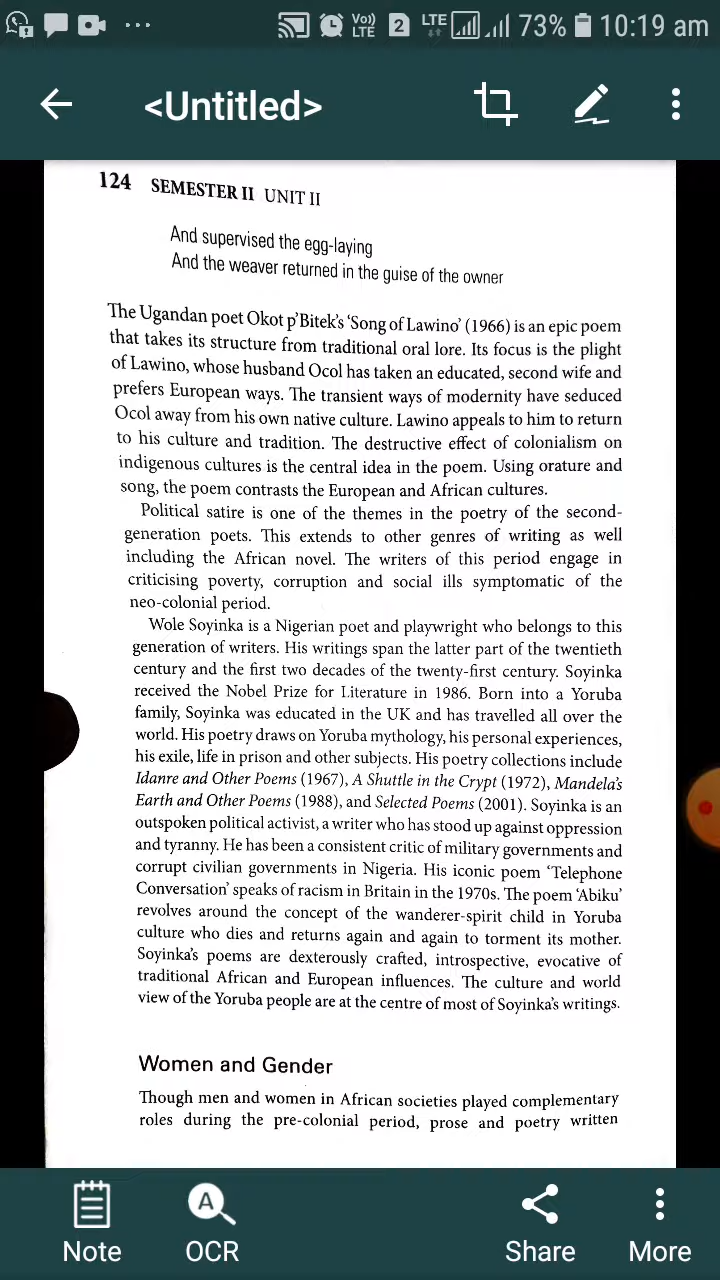 Vo))
LTE
2
LTE
73%
10:19 am
<Untitled>
124 SEMESTER II UNIT II
And supervised the egg-laying
And the weaver returned in the guise of the owner
The Ugandan poet Okot p'Bitek's 'Song of Lawino' (1966) is an epic poem
that takes its structure from traditional oral lore. Its focus is the plight
of Lawino, whose husband Ocol has taken an educated, second wife and
prefers European ways. The transient ways of modernity have seduced
Ocol away from his own native culture. Lawino appeals to him to return
to his culture and tradition. The destructive effect of colonialism on
indigenous cultures is the central idea in the poem. Using orature and
song, the poem contrasts the European and African cultures.
Political satire is one of the themes in the poetry of the second-
generation poets. This extends to other genres of writing as well
including the African novel. The writers of this period engage in
criticising poverty, corruption and social ills symptomatic of the
neo-colonial period.
Wole Soyinka is a Nigerian poet and playwright who belongs to this
generation of writers. His writings span the latter part of the twentieth
century and the first two decades of the twenty-first century. Soyinka
received the Nobel Prize for Literature in 1986. Born into a Yoruba
family, Soyinka was educated in the UK and has travelled all over the
world. His poetry draws on Yoruba mythology, his personal experiences,
his exile, life in prison and other subjects. His poetry collections include
Idanre and Other Poems (1967), A Shuttle in the Crypt (1972), Mandela's
Earth and Other Poems (1988), and Selected Poems (2001). Soyinka is an
outspoken political activist, a writer who has stood up against oppression
and tyranny. He has been a consistent critic of military governments and
corrupt civilian governments in Nigeria. His iconic poem 'Telephone
Conversation' speaks of racism in Britain in the 1970s. The poem 'Abiku'
revolves around the concept of the wanderer-spirit child in Yoruba
culture who dies and returns again and again to torment its mother.
Soyinka's poems are dexterously crafted, introspective, evocative of
traditional African and European influences. The culture and world
view of the Yoruba people are at the centre of most of Soyinka's writings.
Women and Gender
Though men and women in African societies played complementary
roles during the pre-colonial period, prose and poetry written
A
Note
OCR
Share
More